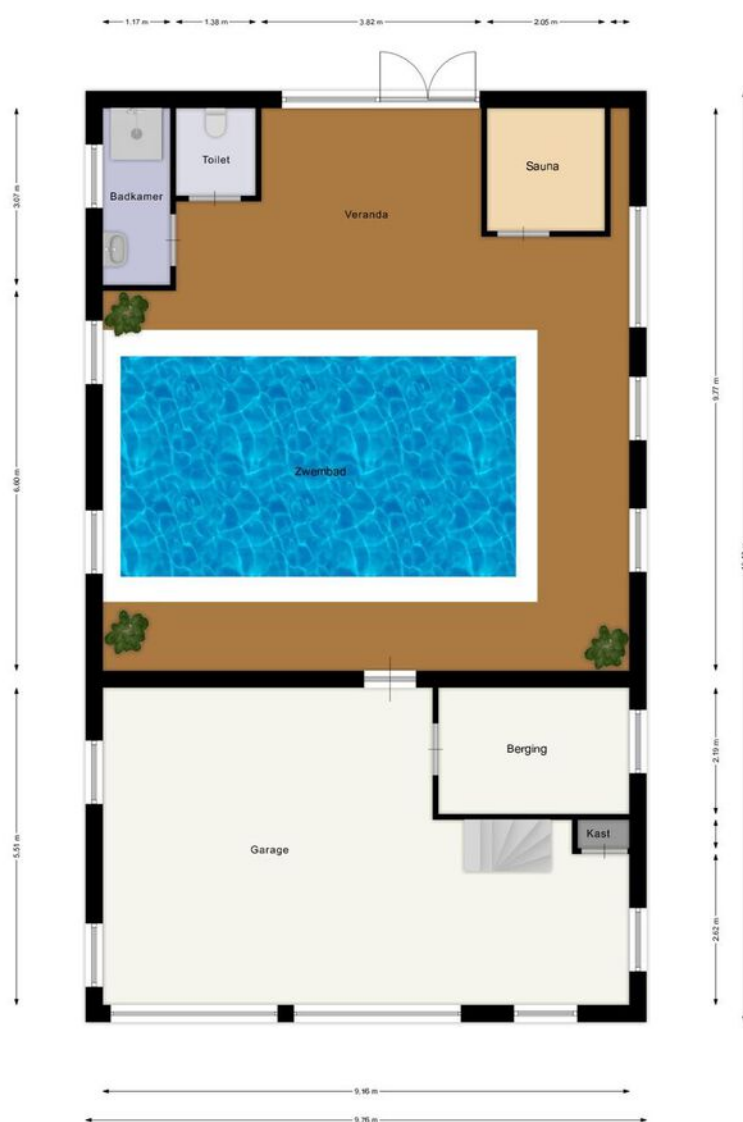 1.17 m
1.38 m
3.82 m
2.05 m
Toilet
Sauna
Badkamer
Veranda
3.07 m
9.77 m
6.60 m
Zwembad
Berging
2.19 m
Kast
Garage
5.51 m
2.62 m
9.16 m
9.76 m